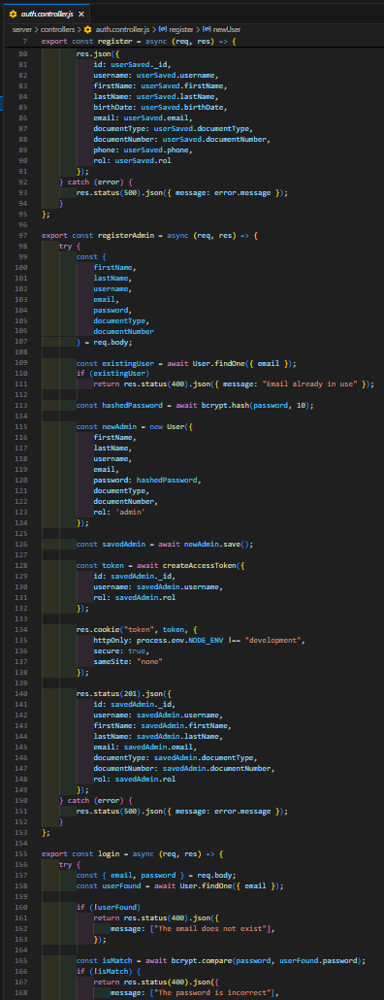 auth.controller.js ×
server > controllers > auth.controller.js > register > newUser
7 export const register = async (req, res) => {
80 res.json({
81 id: userSaved._id,
82 username: userSaved.username,
83 firstName: userSaved.firstName,
84 lastName: userSaved.lastName,
85 birthDate: userSaved.birthDate,
86 email: userSaved.email,
87 documentType: userSaved.documentType,
88 documentNumber: userSaved.documentNumber,
89 phone: userSaved.phone,
90 rol: userSaved.rol
91 });
92 } catch (error) {
93 res.status(500).json({ message: error.message });
94 }
95 };
96
97 export const registerAdmin = async (req, res) => {
98 try {
99 const {
100 firstName,
101 lastName,
102 username,
103 email,
104 password,
105 documentType,
106 documentNumber
107 } = req.body;
108
109 const existingUser = await User.findOne({ email });
110 if (existingUser)
111 return res.status(400).json({ message: "Email already in use" });
112
113 const hashedPassword = await bcrypt.hash(password, 10);
114
115 const newAdmin = new User({
116 firstName,
117 lastName,
118 username,
119 email,
120 password: hashedPassword,
121 documentType,
122 documentNumber,
123 rol: 'admin'
124 });
125
126 const savedAdmin = await newAdmin.save();
127
128 const token = await createAccessToken({
129 id: savedAdmin._id,
130 username: savedAdmin.username,
131 rol: savedAdmin.rol
132 });
133
134 res.cookie("token", token, {
135 httpOnly: process.env.NODE_ENV !== "development",
136 secure: true,
137 sameSite: "none"
138 });
139
140 res.status(201).json({
141 id: savedAdmin._id,
142 username: savedAdmin.username,
143 firstName: savedAdmin.firstName,
144 lastName: savedAdmin.lastName,
145 email: savedAdmin.email,
146 documentType: savedAdmin.documentType,
147 documentNumber: savedAdmin.documentNumber,
148 rol: savedAdmin.rol
149 });
150 } catch (error) {
151 res.status(500).json({ message: error.message });
152 }
153 };
154
155 export const login = async (req, res) => {
156 try {
157 const { email, password } = req.body;
158 const userFound = await User.findOne({ email });
159
160 if (!userFound)
161 return res.status(400).json({
162 message: ["The email does not exist"],
163 });
164
165 const isMatch = await bcrypt.compare(password, userFound.password);
166 if (!isMatch) {
167 return res.status(400).json({
168 message: ["The password is incorrect"],